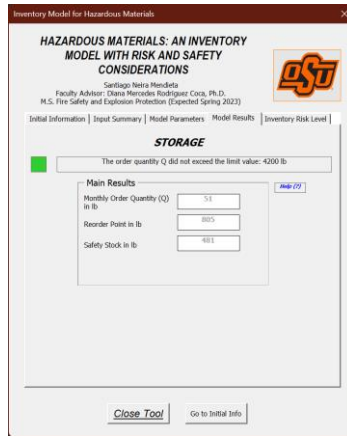 Inventory Model for Hazardous Materials
HAZARDOUS MATERIALS: AN INVENTORY
MODEL WITH RISK AND SAFETY
CONSIDERATIONS
Santiago Neira Mendieta
Faculty Advisor: Diana Mercedes Rodriguez Coca, Ph.D.
M.S. Fire Safety and Explosion Protection (Expected Spring 2023)
OSU
Initial Information | Input Summary | Model Parameters | Model Results | Inventory Risk Level
STORAGE
The order quantity Q did not exceed the limit value: 4200 lb
Main Results
Help (?)
Monthly Order Quantity (Q)
in lb
51
Reorder Point in lb
805
Safety Stock in lb
481
Close Tool
Go to Initial Info